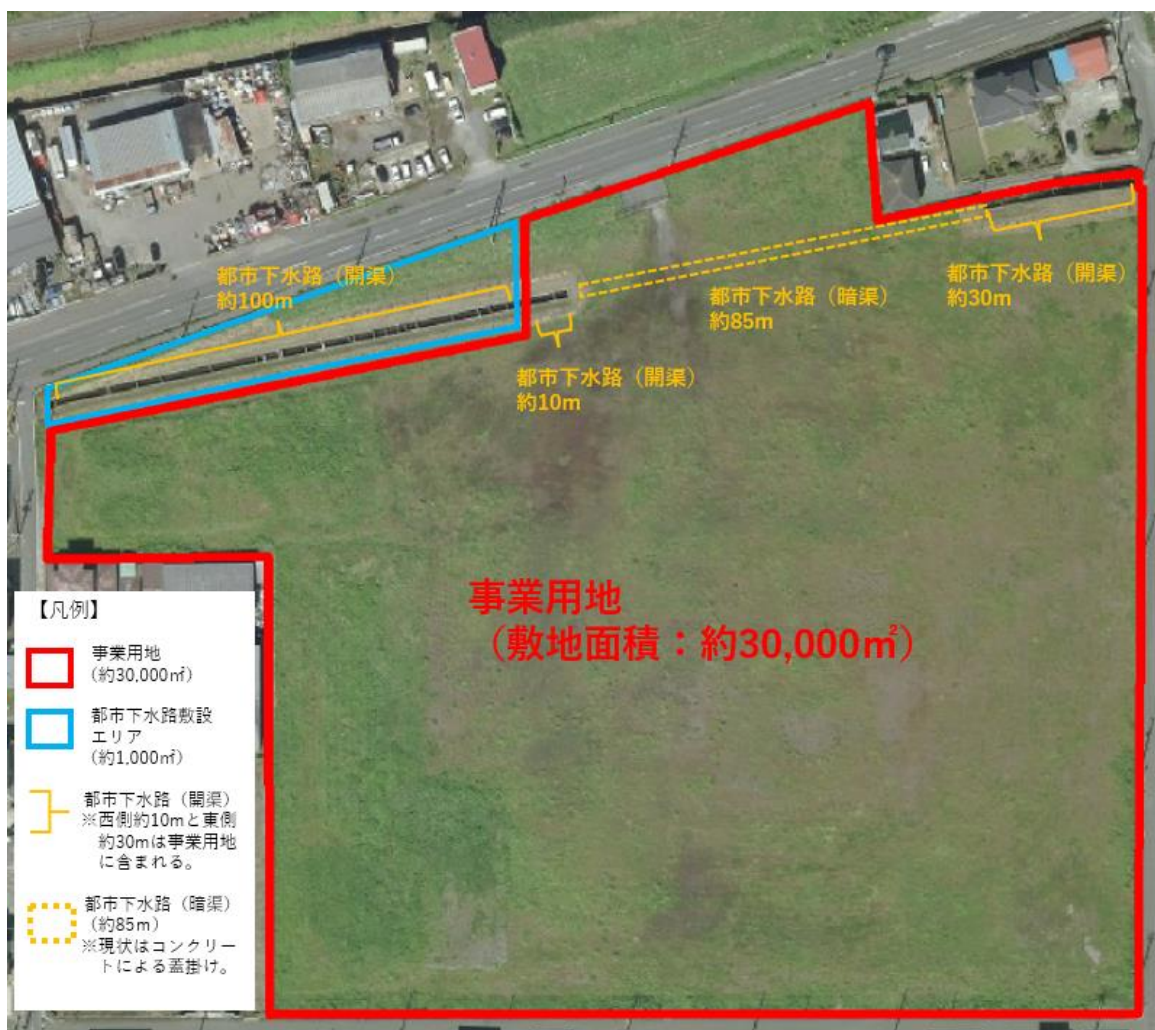 都市下水路（開渠）
約100m
都市下水路（暗渠）
約85m
都市下水路（開渠）
約30m
都市下水路（開渠）
約10m
事業用地
（敷地面積：約30,000㎡）
【凡例】
事業用地
(約30,000㎡)
都市下水路敷設
エリア
(約1,000㎡)
都市下水路（開渠）
※西側約10mと東側
約30mは事業用地
に含まれる。
都市下水路（暗渠）
(約85m)
※現状はコンクリー
トによる蓋掛け。